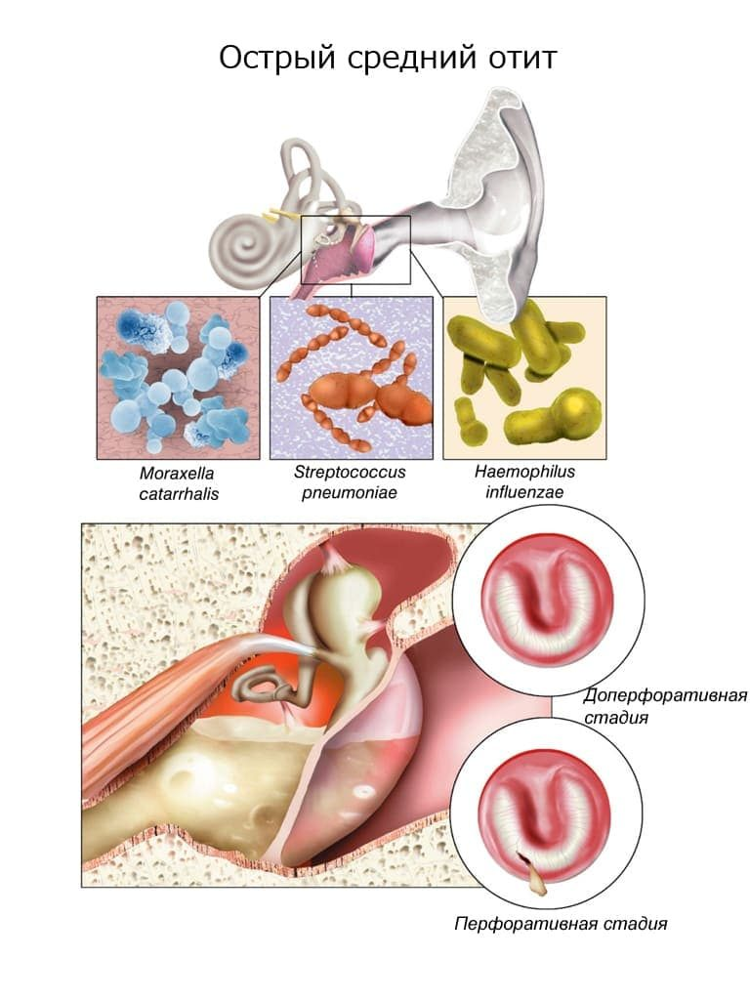 Острый средний отит
Moraxella
catarrhalis
Streptococcus
pneumoniae
Haemophilus
influenzae
Доперфоративная
стадия
Перфоративная стадия